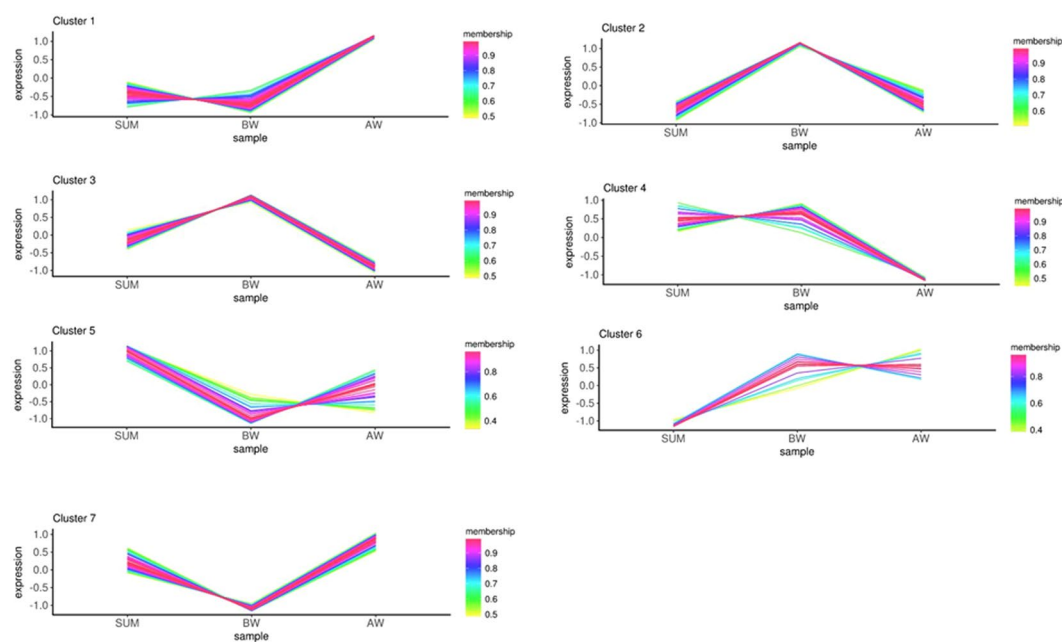 Cluster 1
expression
1.0
0.5
0.0
-0.5
-1.0
SUM BW AW
sample
membership
0.9
0.8
0.7
0.6
0.5
Cluster 2
expression
1.0
0.5
0.0
-0.5
-1.0
SUM BW AW
sample
membership
0.9
0.8
0.7
0.6
Cluster 3
expression
1.0
0.5
0.0
-0.5
-1.0
SUM BW AW
sample
membership
0.9
0.8
0.7
0.6
0.5
Cluster 4
expression
1.0
0.5
0.0
-0.5
-1.0
SUM BW AW
sample
membership
0.9
0.8
0.7
0.6
0.5
Cluster 5
expression
1.0
0.5
0.0
-0.5
-1.0
SUM BW AW
sample
membership
0.8
0.6
0.4
Cluster 6
expression
1.0
0.5
0.0
-0.5
-1.0
SUM BW AW
sample
membership
0.8
0.6
0.4
Cluster 7
expression
1.0
0.5
0.0
-0.5
-1.0
SUM BW AW
sample
membership
0.9
0.8
0.7
0.6
0.5